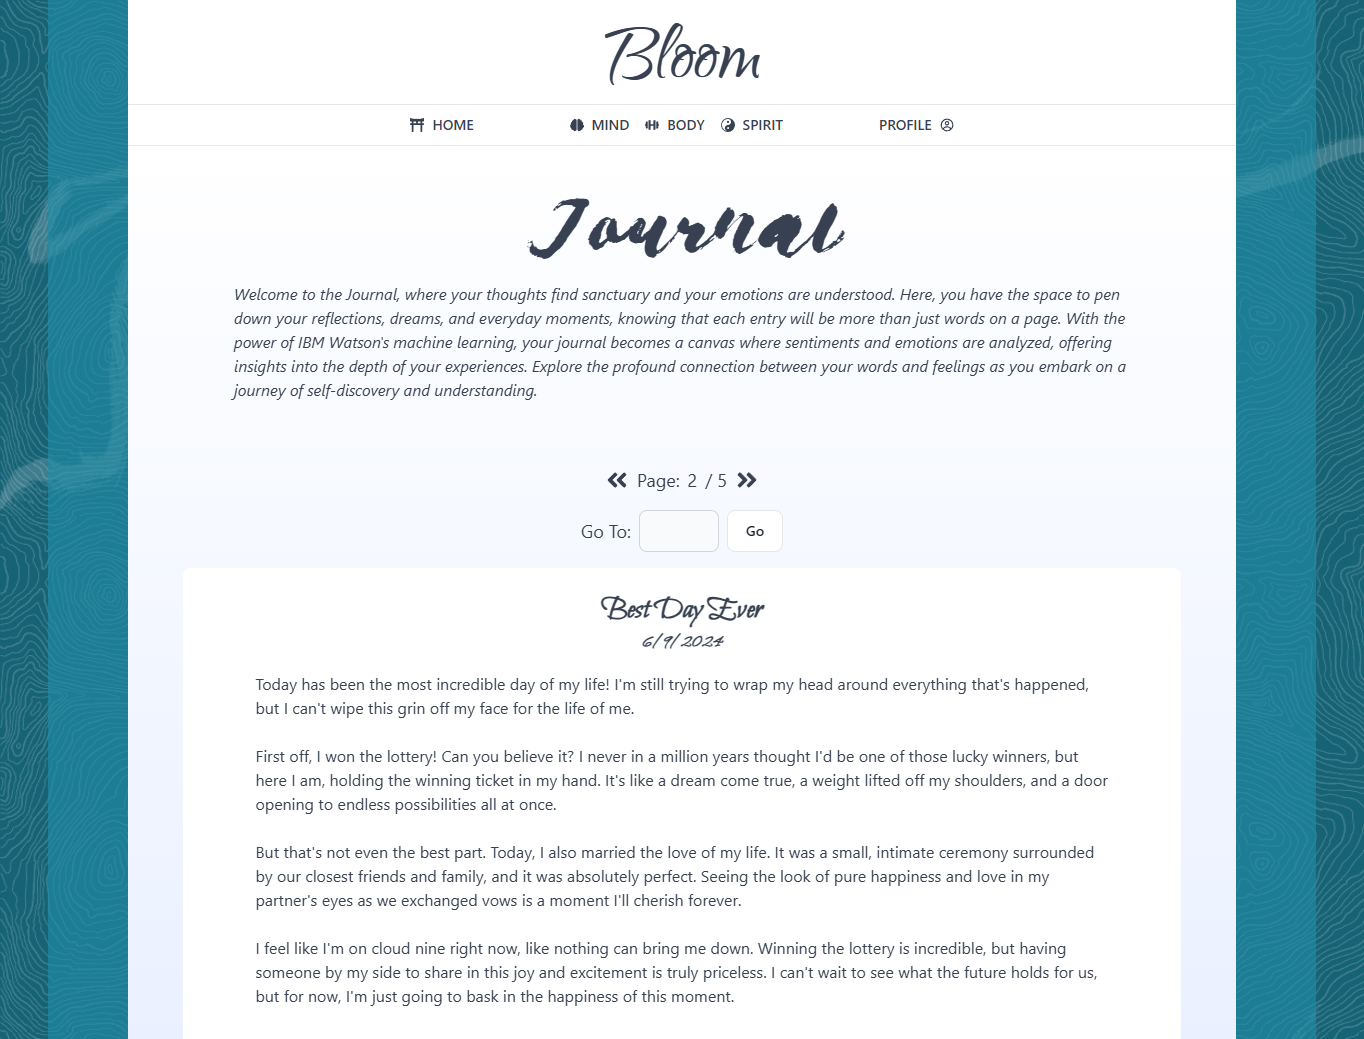 Bloom
HOME MIND BODY SPIRIT PROFILE
Journal
Welcome to the Journal, where your thoughts find sanctuary and your emotions are understood. Here, you have the space to pen
down your reflections, dreams, and everyday moments, knowing that each entry will be more than just words on a page. With the
power of IBM Watson's machine learning, your journal becomes a canvas where sentiments and emotions are analyzed, offering
insights into the depth of your experiences. Explore the profound connection between your words and feelings as you embark on a
journey of self-discovery and understanding.
Page: 2 / 5
Go To: Go
Best Day Ever
6/9/2024
Today has been the most incredible day of my life! I'm still trying to wrap my head around everything that's happened,
but I can't wipe this grin off my face for the life of me.
First off, I won the lottery! Can you believe it? I never in a million years thought I'd be one of those lucky winners, but
here I am, holding the winning ticket in my hand. It's like a dream come true, a weight lifted off my shoulders, and a door
opening to endless possibilities all at once.
But that's not even the best part. Today, I also married the love of my life. It was a small, intimate ceremony surrounded
by our closest friends and family, and it was absolutely perfect. Seeing the look of pure happiness and love in my
partner's eyes as we exchanged vows is a moment I'll cherish forever.
I feel like I'm on cloud nine right now, like nothing can bring me down. Winning the lottery is incredible, but having
someone by my side to share in this joy and excitement is truly priceless. I can't wait to see what the future holds for us,
but for now, I'm just going to bask in the happiness of this moment.